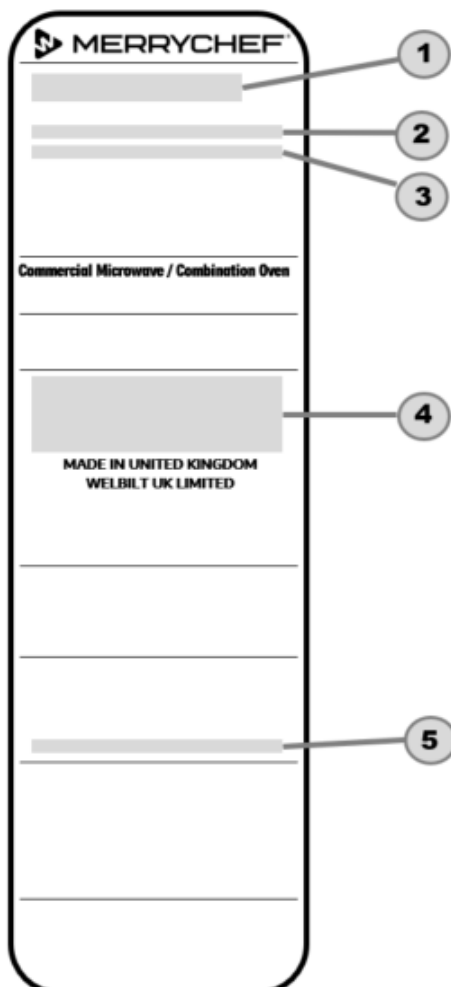 MERRYCHEF®
1
2
3
Commercial Microwave / Combination Oven
4
MADE IN UNITED KINGDOM
WELBILT UK LIMITED
5